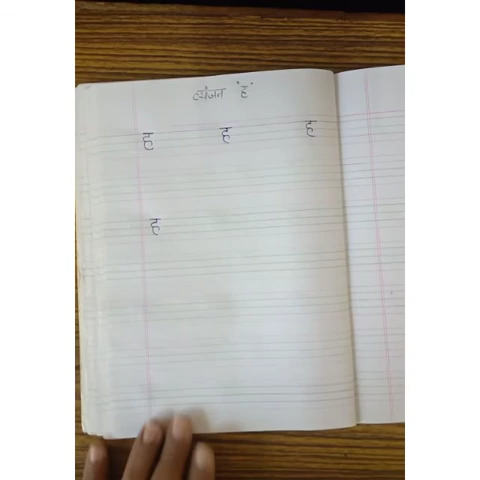 व्यंजन 'ह'
ह ह ह
ह